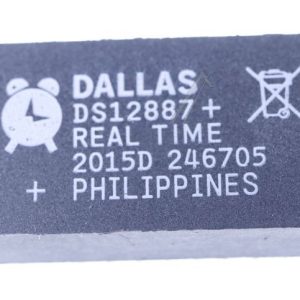 DALLAS
DS12887+
REAL TIME
2015D 246705
+ PHILIPPINES